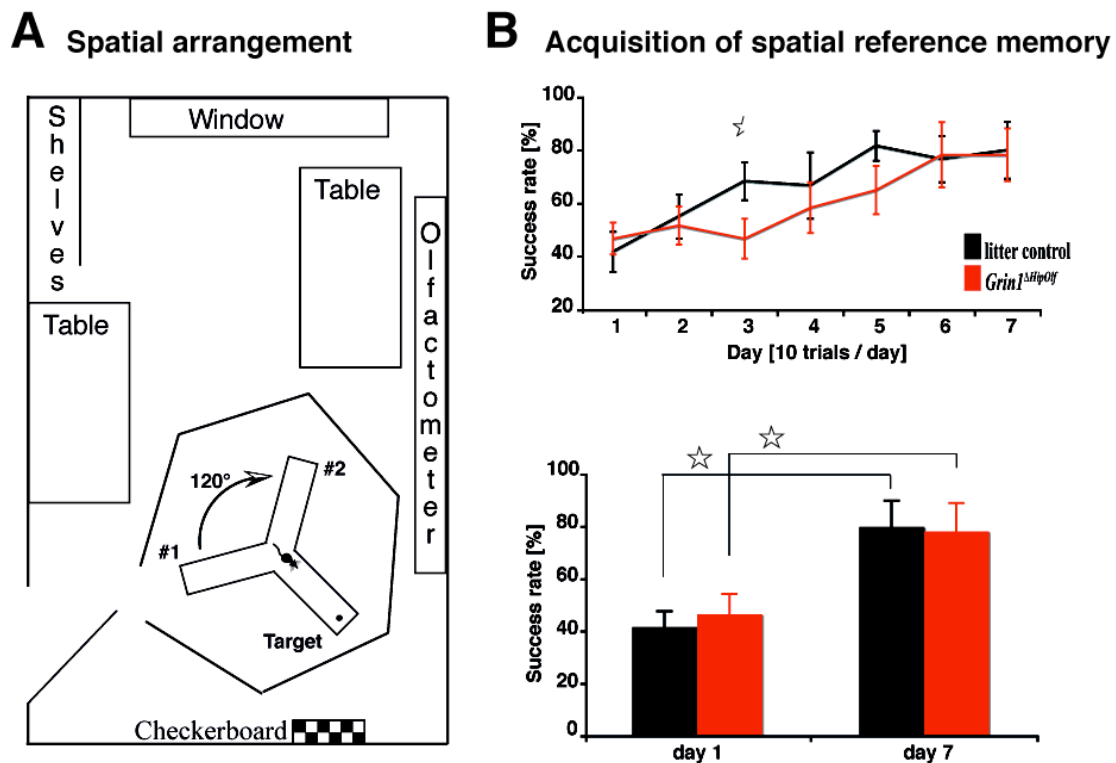 A Spatial arrangement
Shelves
Window
Table
Olfactometer
Table
120°
#2
#1
Target
Checkerboard
B Acquisition of spatial reference memory
Success rate [%]
100
80
60
40
20
litter control
Grin1ΔHipOlf
1 2 3 4 5 6 7
Day [10 trials / day]
Success rate [%]
100
80
60
40
20
0
day 1 day 7